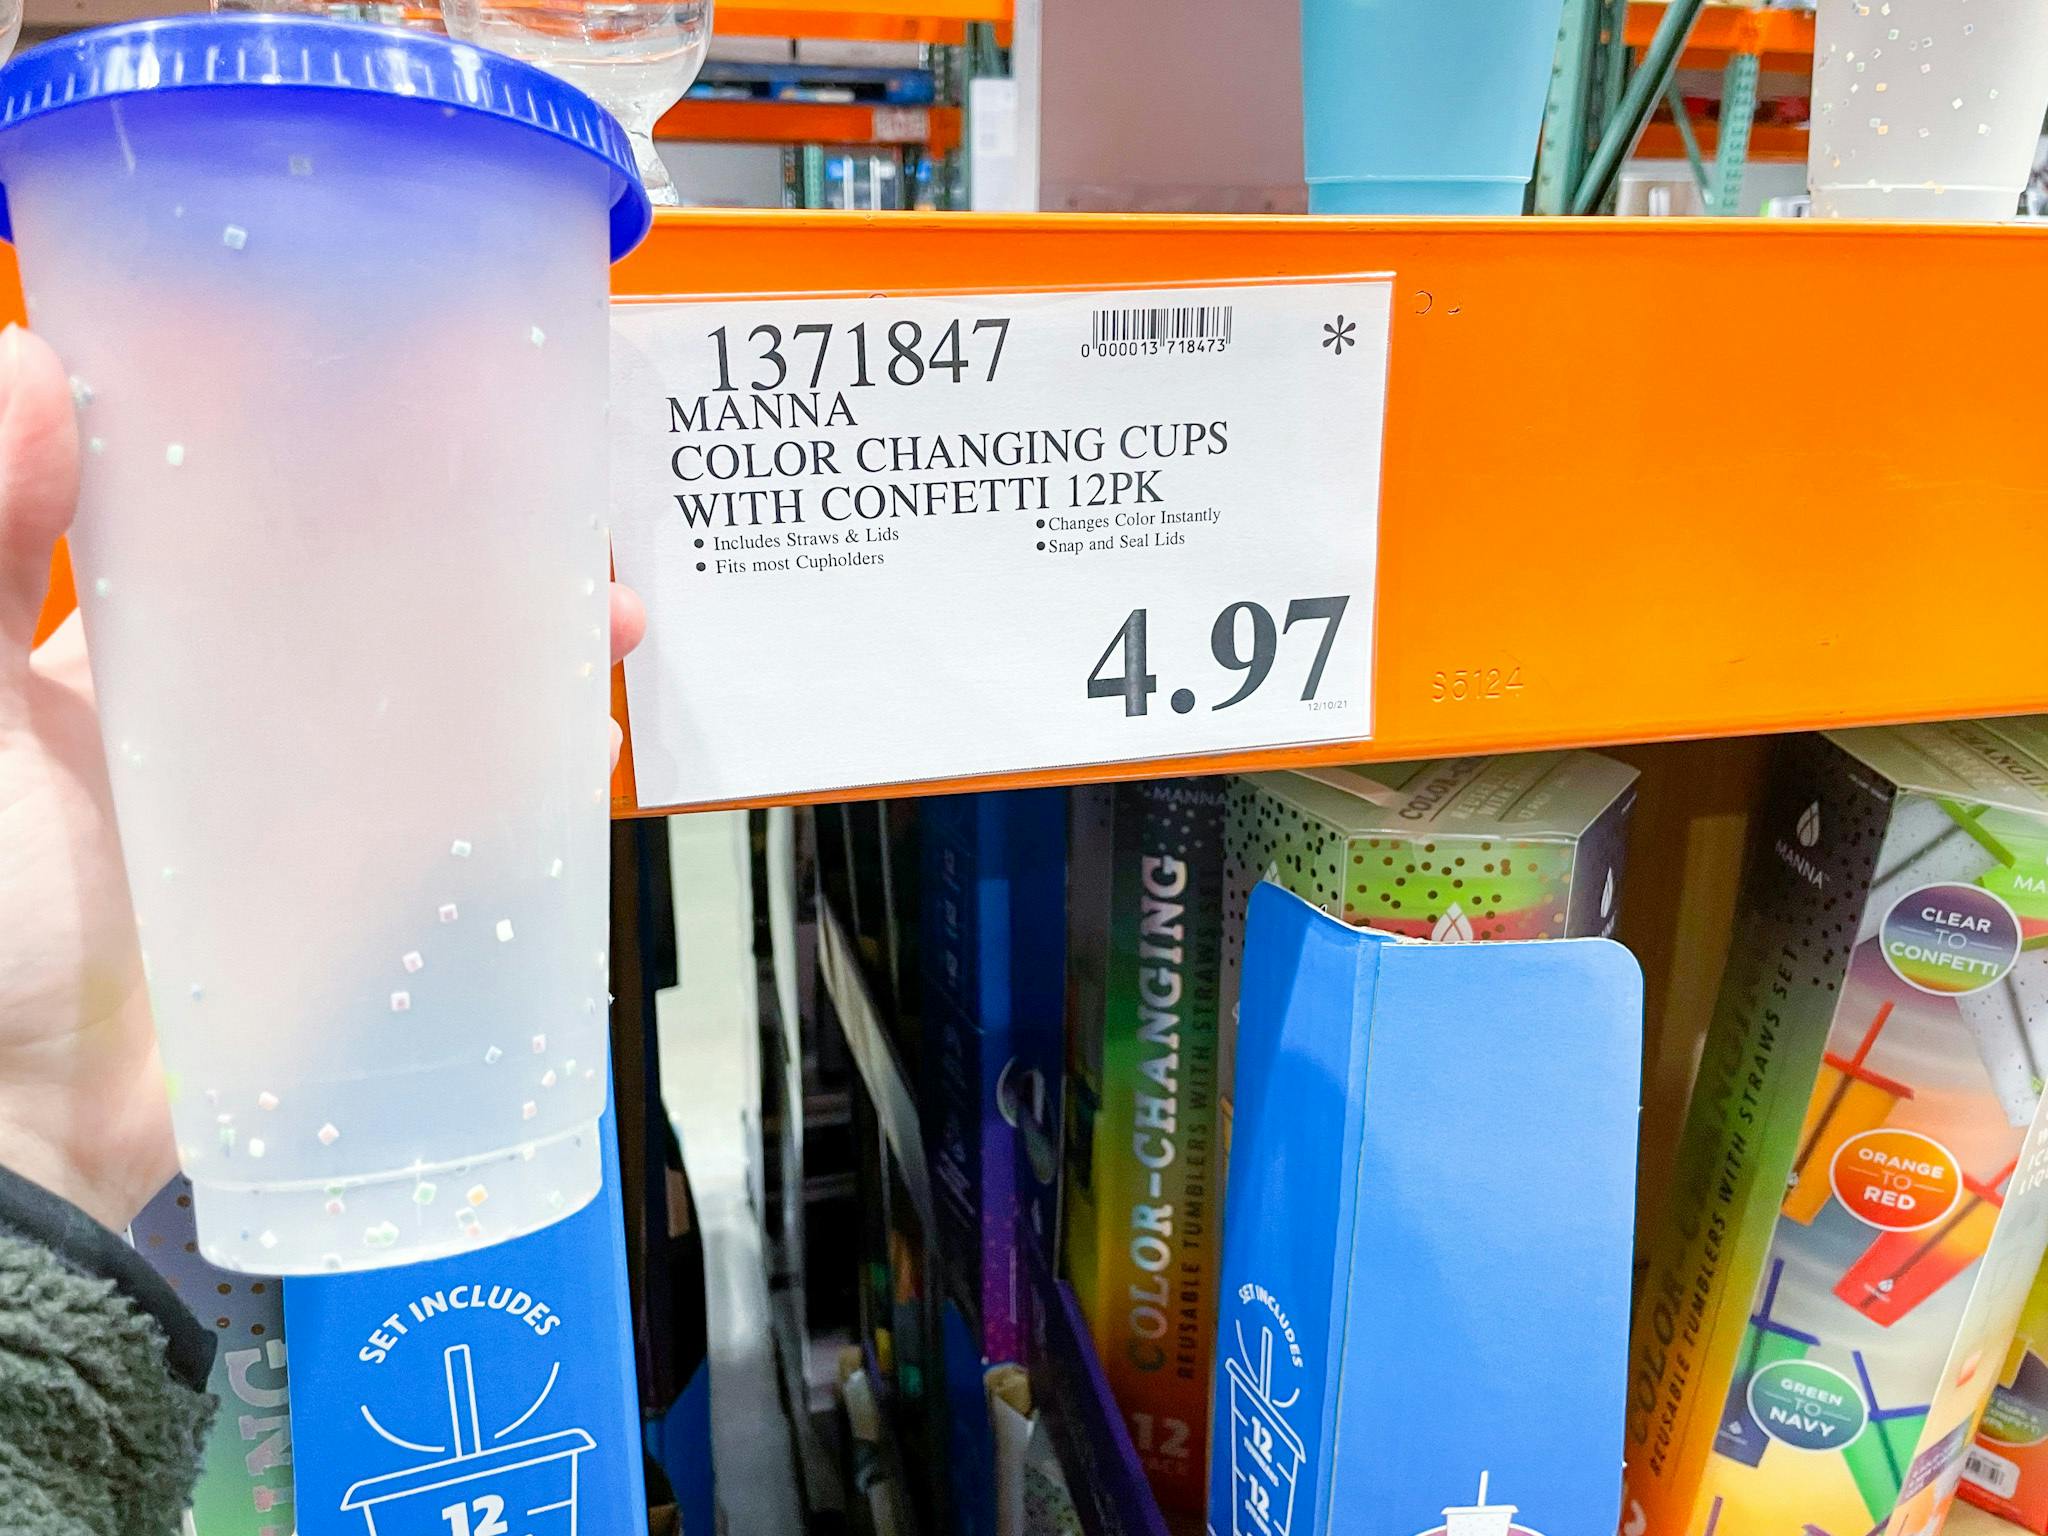 1371847
0 000013 718473
*
MANNA
COLOR CHANGING CUPS
WITH CONFETTI 12PK
• Includes Straws & Lids
• Fits most Cupholders
• Changes Color Instantly
• Snap and Seal Lids
4.97
12/10/21
S5124
SET INCLUDES
12
MANNA
COLOR-CHANGING
REUSABLE TUMBLERS WITH STRAWS SET
12
PACK
SET INCLUDES
12
12
MANNA
REUSABLE TUMBLERS WITH STRAWS SET
CLEAR
TO
CONFETTI
ORANGE
TO
RED
GREEN
TO
NAVY